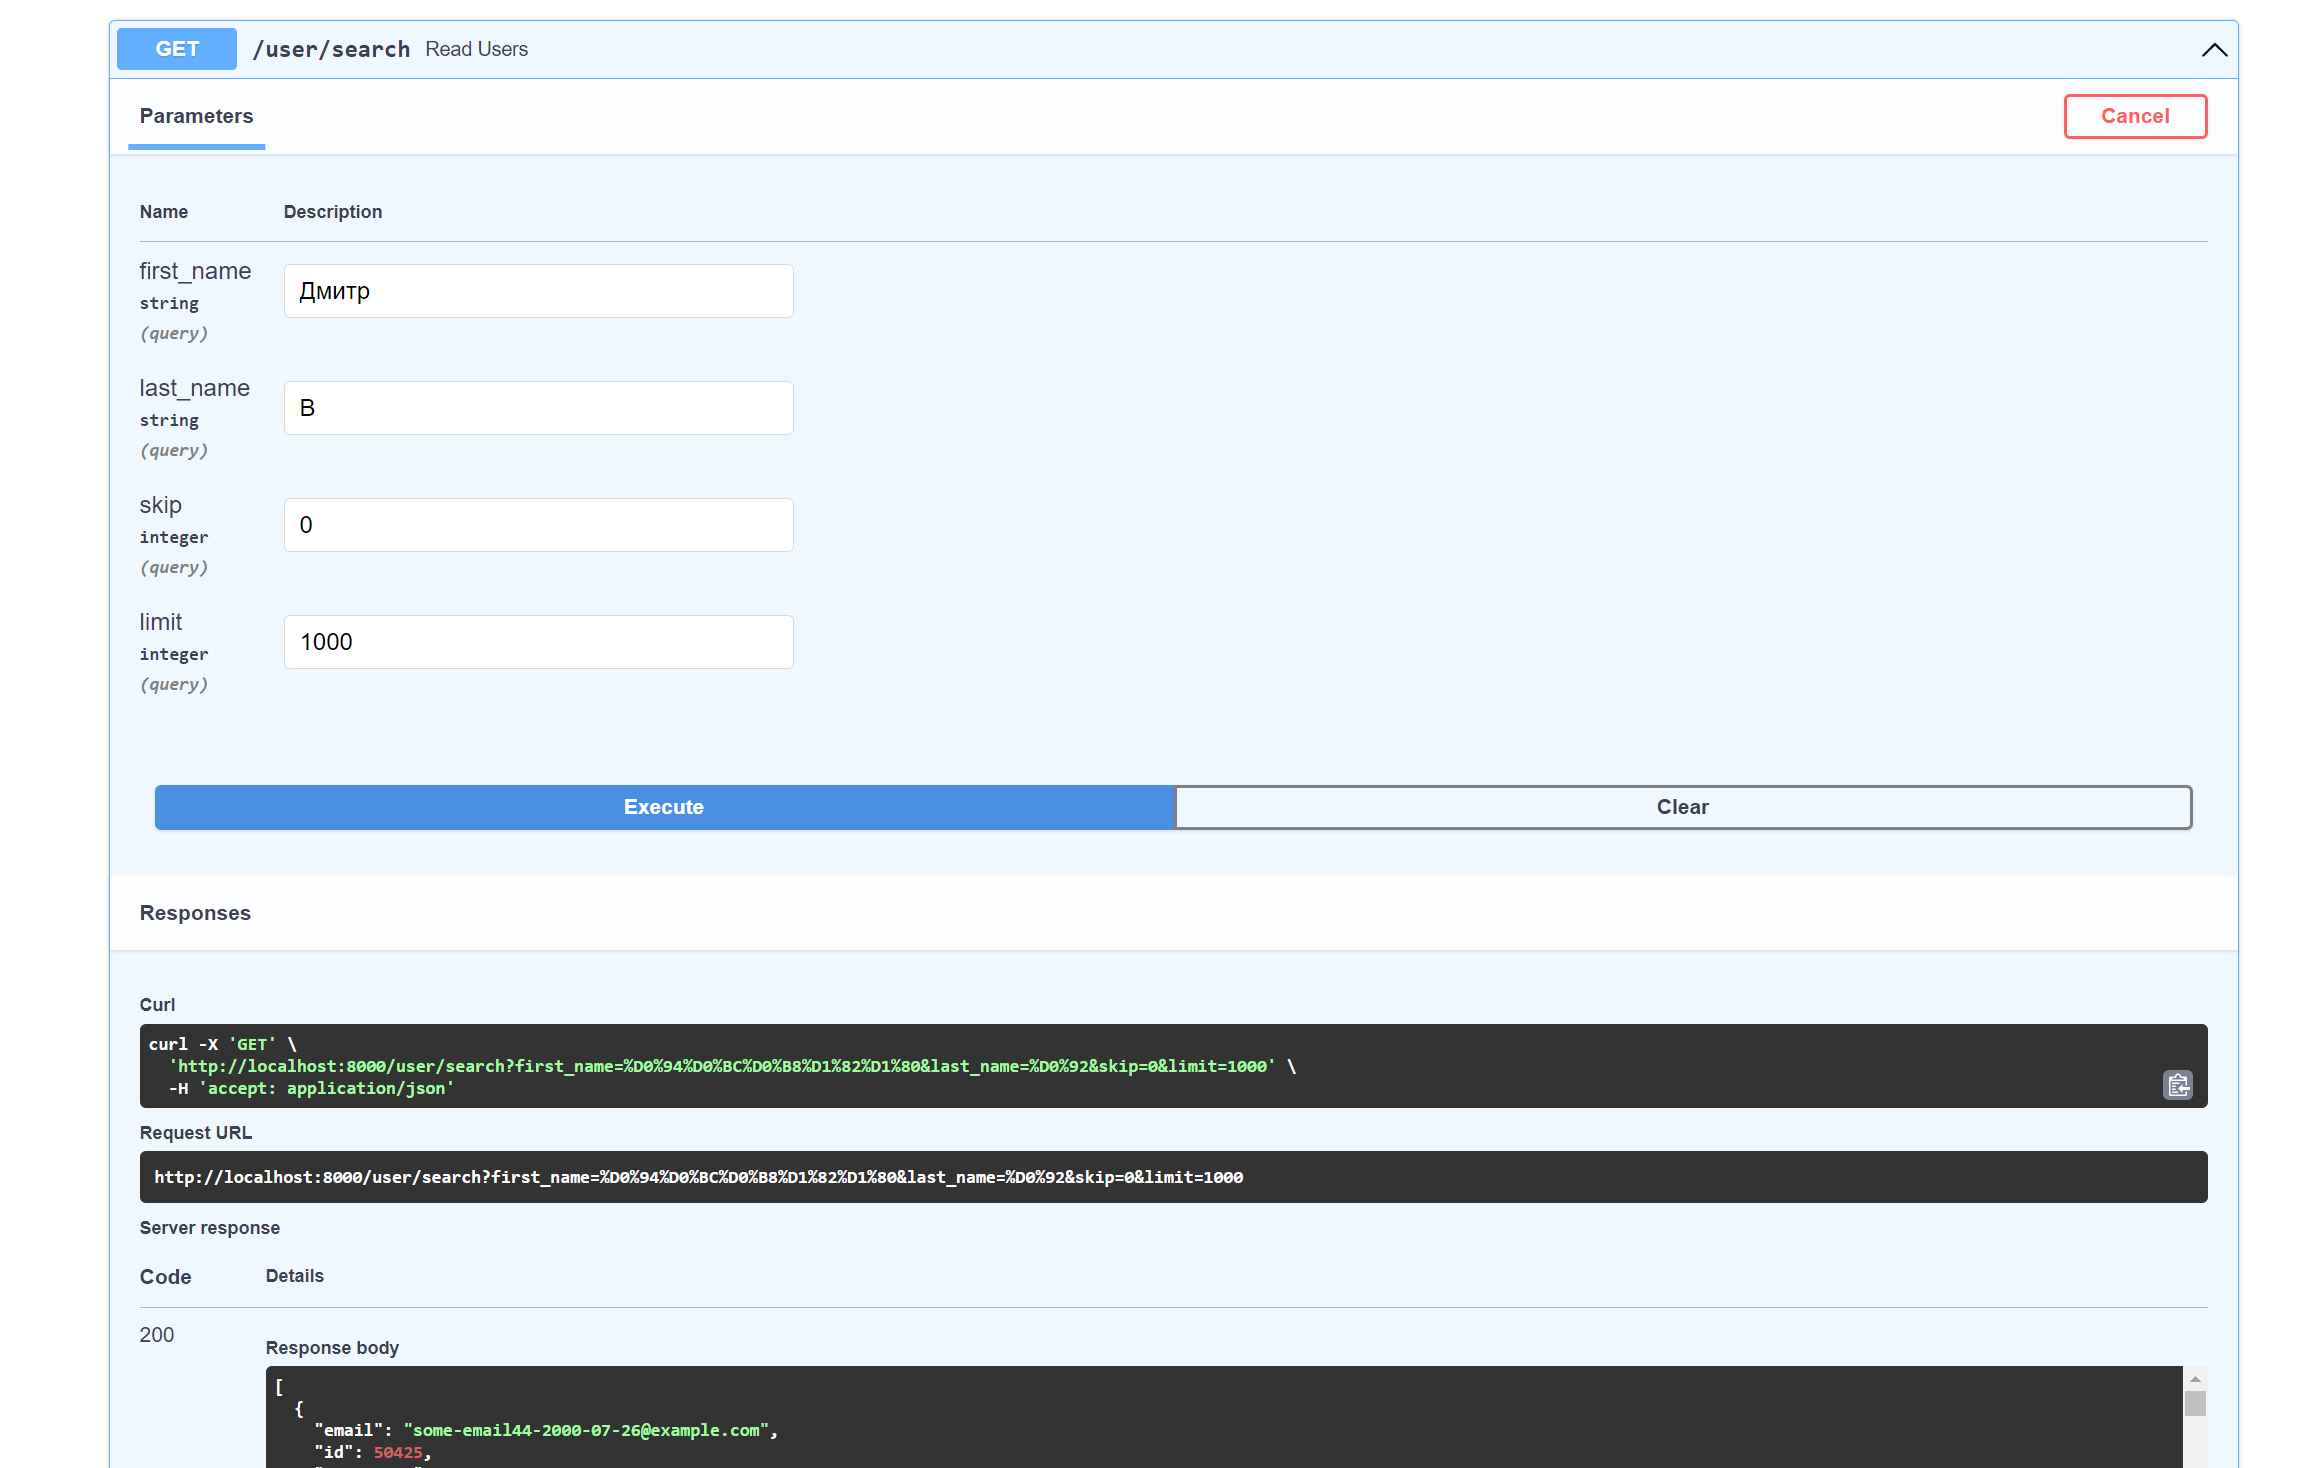 GET /user/search Read Users
Parameters
Cancel
Name Description
first_name
string
(query)
Дмитр
last_name
string
(query)
В
skip
integer
(query)
0
limit
integer
(query)
1000
Execute
Clear
Responses
Curl
curl -X 'GET' \
'http://localhost:8000/user/search?first_name=%D0%94%D0%BC%D0%B8%D1%82%D1%80&last_name=%D0%92&skip=0&limit=1000' \
-H 'accept: application/json'
Request URL
http://localhost:8000/user/search?first_name=%D0%94%D0%BC%D0%B8%D1%82%D1%80&last_name=%D0%92&skip=0&limit=1000
Server response
Code Details
200
Response body
[
{
"email": "some-email44-2000-07-26@example.com",
"id": 50425,